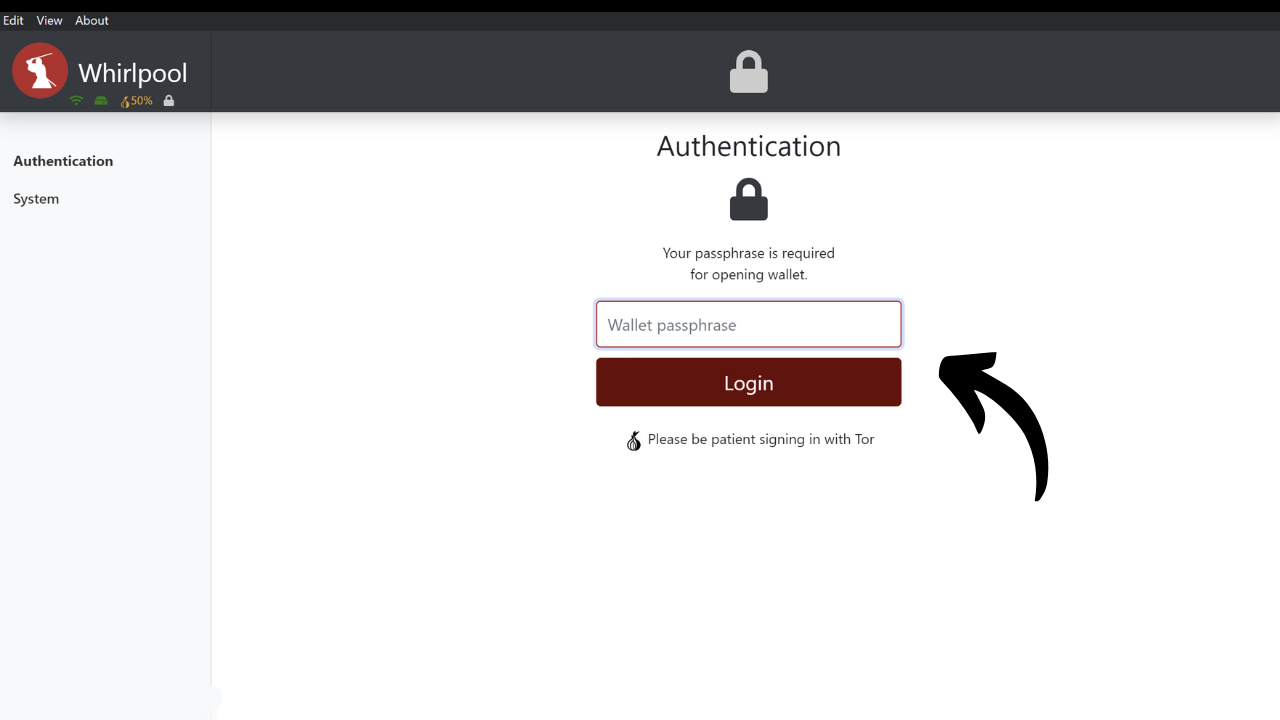 Edit View About
Whirlpool
50%
Authentication
System
Authentication
Your passphrase is required
for opening wallet.
Wallet passphrase
Login
Please be patient signing in with Tor